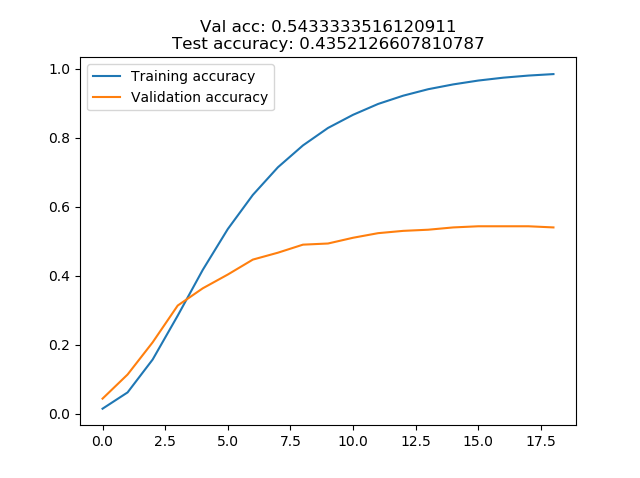 Val acc: 0.5433333516120911
Test accuracy: 0.4352126607810787
Training accuracy
Validation accuracy
1.0
0.8
0.6
0.4
0.2
0.0
0.0 2.5 5.0 7.5 10.0 12.5 15.0 17.5